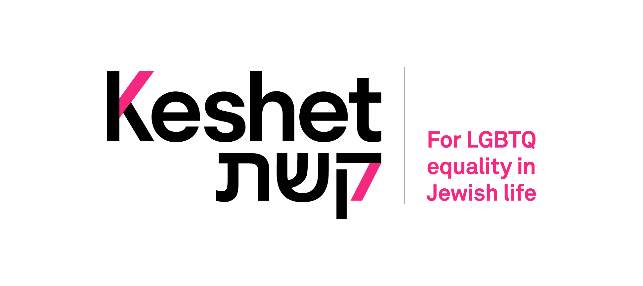 Keshet
קשת
For LGBTQ
equality in
Jewish life